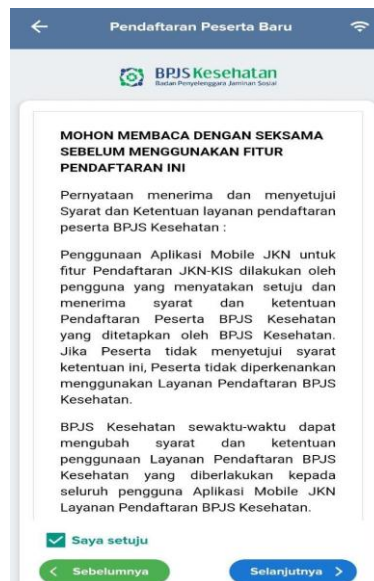 Pendaftaran Peserta Baru
BPJS Kesehatan
Badan Penyelenggara Jaminan Sosial
MOHON MEMBACA DENGAN SEKSAMA
SEBELUM MENGGUNAKAN FITUR
PENDAFTARAN INI
Pernyataan menerima dan menyetujui
Syarat dan Ketentuan layanan pendaftaran
peserta BPJS Kesehatan :
Penggunaan Aplikasi Mobile JKN untuk
fitur Pendaftaran JKN-KIS dilakukan oleh
pengguna yang menyatakan setuju dan
menerima syarat dan ketentuan
Pendaftaran Peserta BPJS Kesehatan
yang ditetapkan oleh BPJS Kesehatan.
Jika Peserta tidak menyetujui syarat
ketentuan ini, Peserta tidak diperkenankan
menggunakan Layanan Pendaftaran BPJS
Kesehatan.
BPJS Kesehatan sewaktu-waktu dapat
mengubah syarat dan ketentuan
penggunaan Layanan Pendaftaran BPJS
Kesehatan yang diberlakukan kepada
seluruh pengguna Aplikasi Mobile JKN
Layanan Pendaftaran BPJS Kesehatan.
Saya setuju
Sebelumnya
Selanjutnya